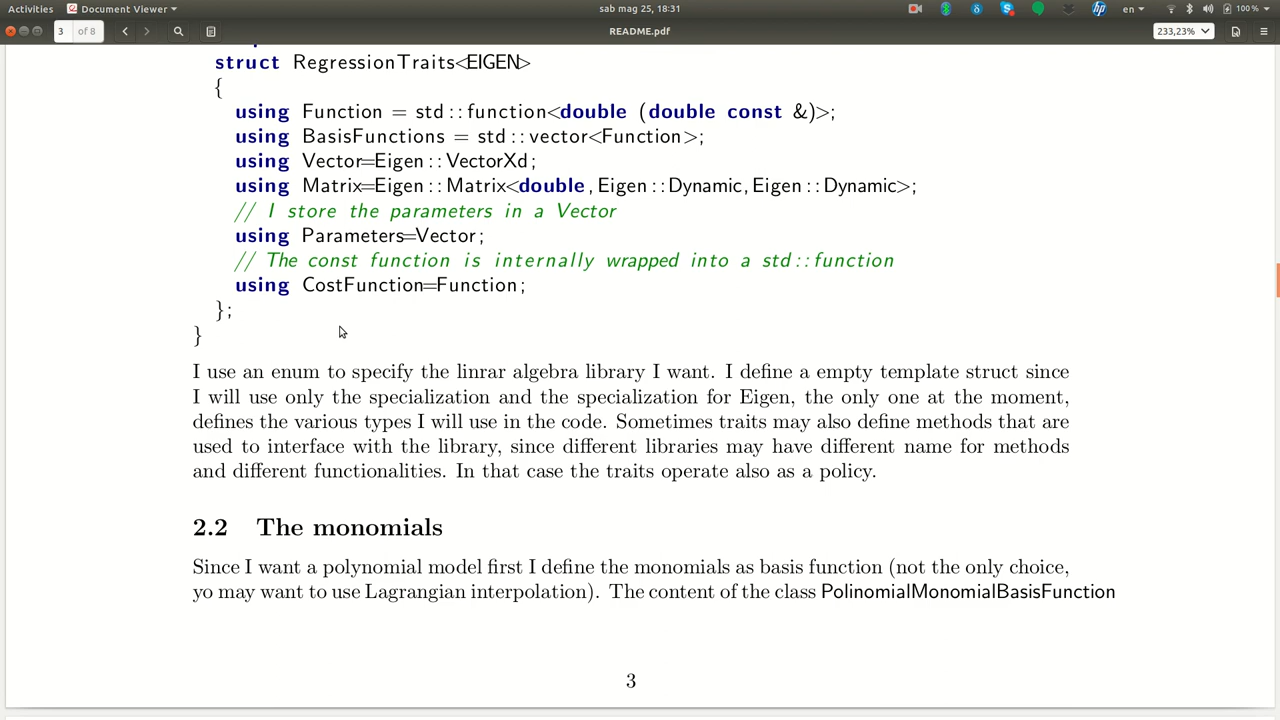 Activities Document Viewer sab mag 25, 18:31 en 100 %
3 of 8 README.pdf 233,23%
struct RegressionTraits<EIGEN>
{
using Function = std::function<double (double const &)>;
using BasisFunctions = std::vector<Function>;
using Vector=Eigen::VectorXd;
using Matrix=Eigen::Matrix<double,Eigen::Dynamic,Eigen::Dynamic>;
// I store the parameters in a Vector
using Parameters=Vector;
// The const function is internally wrapped into a std::function
using CostFunction=Function;
};
}
I use an enum to specify the linrar algebra library I want. I define a empty template struct since
I will use only the specialization and the specialization for Eigen, the only one at the moment,
defines the various types I will use in the code. Sometimes traits may also define methods that are
used to interface with the library, since different libraries may have different name for methods
and different functionalities. In that case the traits operate also as a policy.
2.2 The monomials
Since I want a polynomial model first I define the monomials as basis function (not the only choice,
yo may want to use Lagrangian interpolation). The content of the class PolinomialMonomialBasisFunction
3